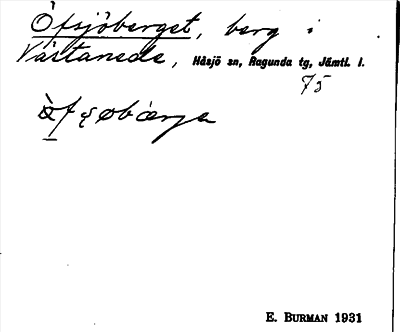 Öfsjöberget, berg i
Västanede, Håsjö sn, Ragunda tg, Jämtl. l.
75
E. BURMAN 1931